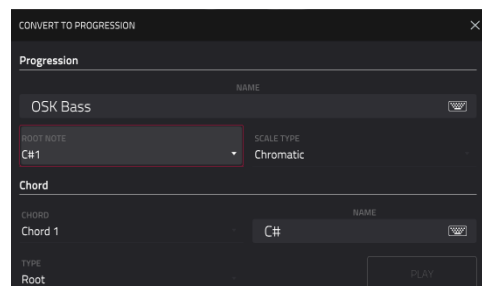 CONVERT TO PROGRESSION
Progression
NAME
OSK Bass
ROOT NOTE
SCALE TYPE
C#1
Chromatic
Chord
CHORD
NAME
Chord 1
C#
TYPE
PLAY
Root